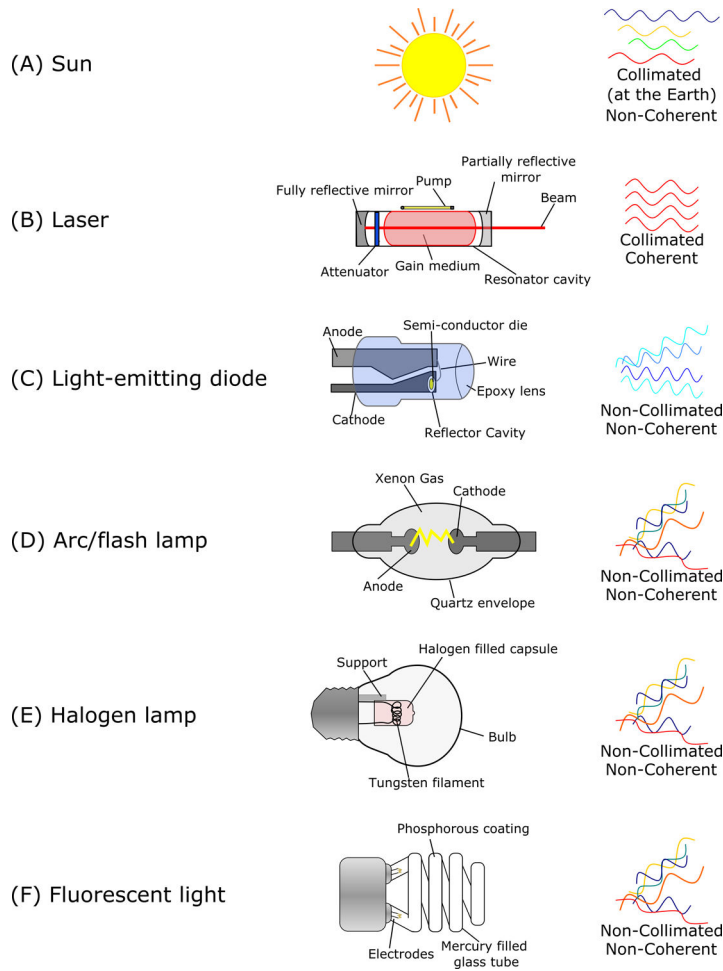 (A) Sun
Collimated
(at the Earth)
Non-Coherent
(B) Laser
Fully reflective mirror
Pump
Partially reflective
mirror
Beam
Attenuator
Gain medium
Resonator cavity
Collimated
Coherent
(C) Light-emitting diode
Anode
Semi-conductor die
Wire
Epoxy lens
Cathode
Reflector Cavity
Non-Collimated
Non-Coherent
(D) Arc/flash lamp
Xenon Gas
Cathode
Anode
Quartz envelope
Non-Collimated
Non-Coherent
(E) Halogen lamp
Support
Halogen filled capsule
Bulb
Tungsten filament
Non-Collimated
Non-Coherent
(F) Fluorescent light
Phosphorous coating
Electrodes
Mercury filled
glass tube
Non-Collimated
Non-Coherent